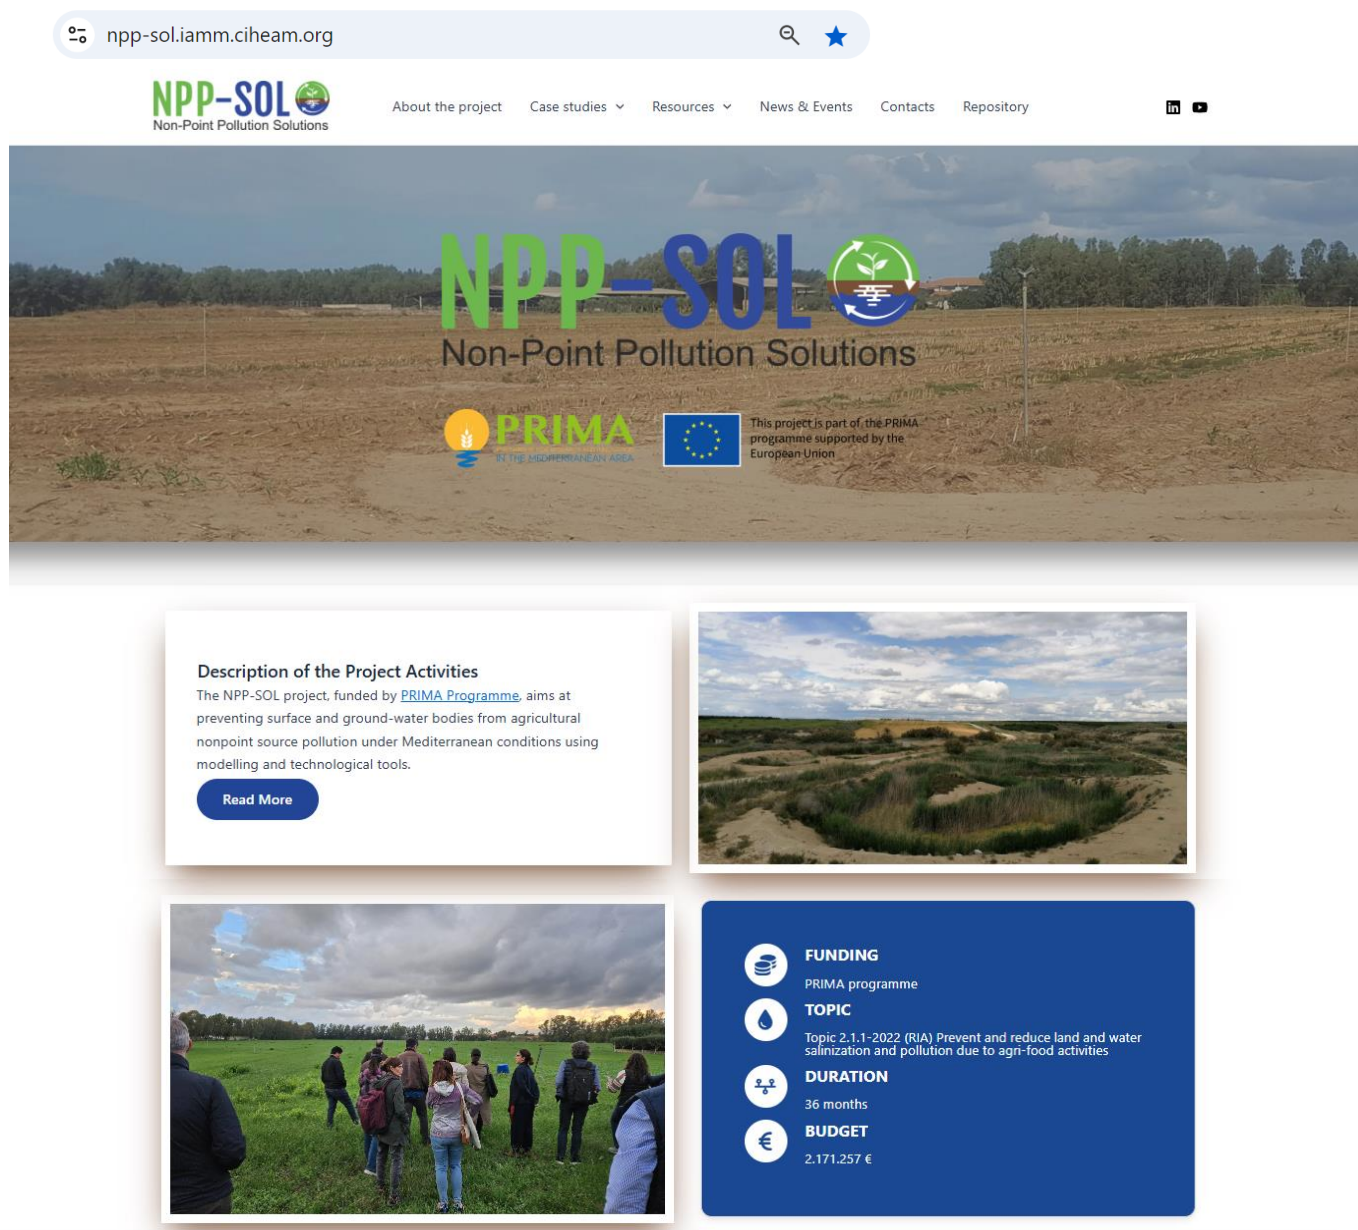 npp-sol.iamm.ciheam.org
NPP-SOL
Non-Point Pollution Solutions
About the project
Case studies
Resources
News & Events
Contacts
Repository
NPP-SOL
Non-Point Pollution Solutions
PRIMA
IN THE MEDITERRANEAN AREA
This project is part of the PRIMA
programme supported by the
European Union
Description of the Project Activities
The NPP-SOL project, funded by PRIMA Programme, aims at
preventing surface and ground-water bodies from agricultural
nonpoint source pollution under Mediterranean conditions using
modelling and technological tools.
Read More
FUNDING
PRIMA programme
TOPIC
Topic 2.1.1-2022 (RIA) Prevent and reduce land and water
salinization and pollution due to agri-food activities
DURATION
36 months
BUDGET
2.171.257 €